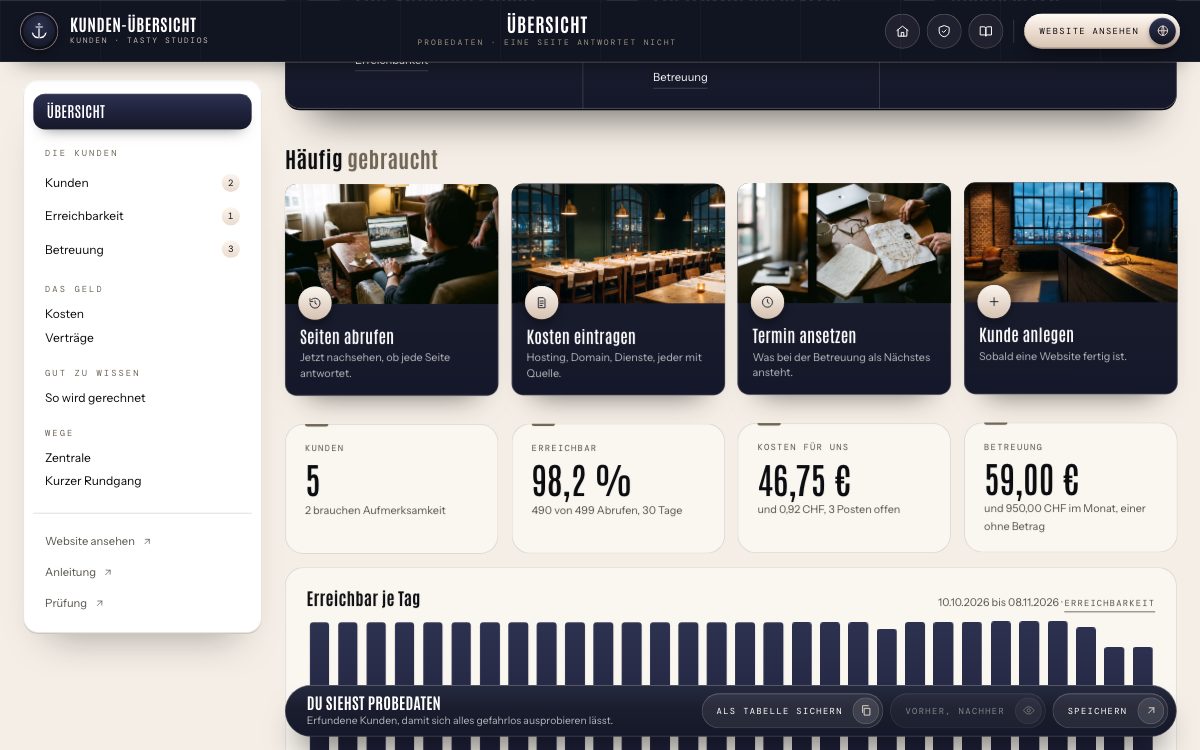 KUNDEN-ÜBERSICHT
KUNDEN · TASTY STUDIOS
ÜBERSICHT
PROBEDATEN · EINE SEITE ANTWORTET NICHT
WEBSITE ANSEHEN
ÜBERSICHT
DIE KUNDEN
Kunden 2
Erreichbarkeit 1
Betreuung 3
DAS GELD
Kosten
Verträge
GUT ZU WISSEN
So wird gerechnet
WEGE
Zentrale
Kurzer Rundgang
Website ansehen
Anleitung
Prüfung
Erreichbarkeit
Betreuung
Häufig gebraucht
Seiten abrufen
Jetzt nachsehen, ob jede Seite
antwortet.
Kosten eintragen
Hosting, Domain, Dienste, jeder mit
Quelle.
Termin ansetzen
Was bei der Betreuung als Nächstes
ansteht.
Kunde anlegen
Sobald eine Website fertig ist.
KUNDEN
5
2 brauchen Aufmerksamkeit
ERREICHBAR
98,2 %
490 von 499 Abrufen, 30 Tage
KOSTEN FÜR UNS
46,75 €
und 0,92 CHF, 3 Posten offen
BETREUUNG
59,00 €
und 950,00 CHF im Monat, einer
ohne Betrag
Erreichbar je Tag
10.10.2026 bis 08.11.2026 · ERREICHBARKEIT
DU SIEHST PROBEDATEN
Erfundene Kunden, damit sich alles gefahrlos ausprobieren lässt.
ALS TABELLE SICHERN
VORHER, NACHHER
SPEICHERN